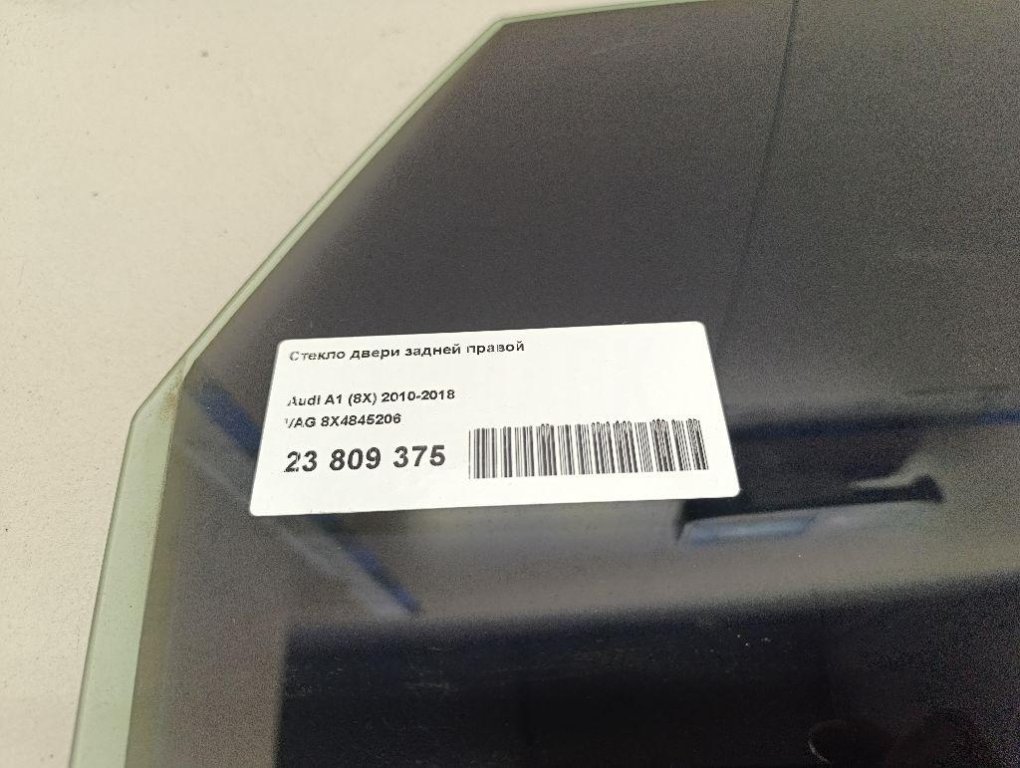 Стекло двери задней правой
Audi A1 (8X) 2010-2018
VAG 8X4845206
23 809 375